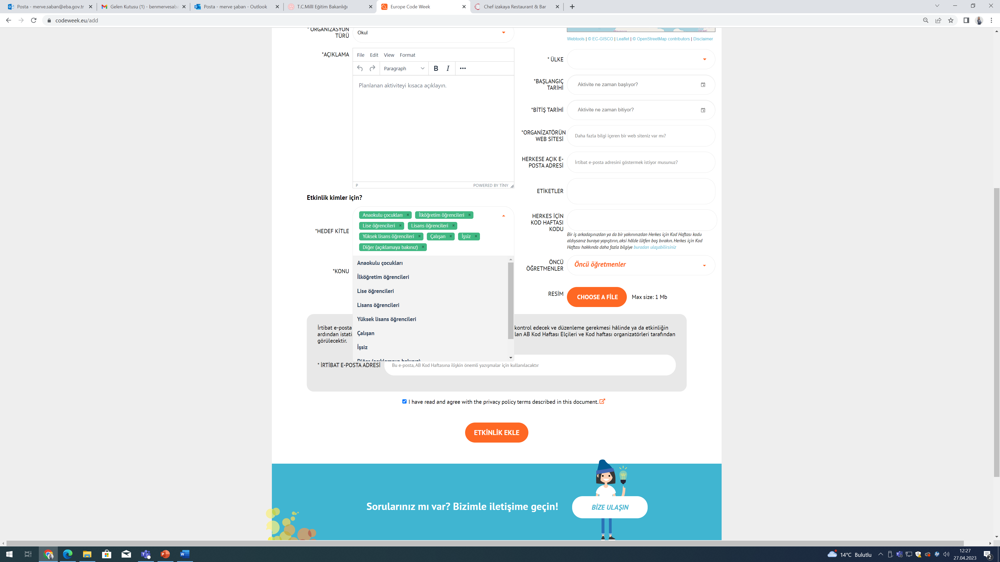 Posta - merve.saban@eba.gov.tr
Gelen Kutusu (1) - benmervesaba
Posta - merve şaban - Outlook
T.C.Millî Eğitim Bakanlığı
Europe Code Week
Chef izakaya Restaurant & Bar
codeweek.eu/add
* ORGANİZASYON
TÜRÜ
Okul
*AÇIKLAMA
File Edit View Format
Paragraph B I
Planlanan aktiviteyi kısaca açıklayın.
P
POWERED BY TİNY
Etkinlik kimler için?
*HEDEF KİTLE
Anaokulu çocukları × İlköğretim öğrencileri ×
Lise öğrencileri × Lisans öğrencileri ×
Yüksek lisans öğrencileri × Çalışan × İşsiz ×
Diğer (açıklamaya bakınız) ×
*KONU
Anaokulu çocukları
İlköğretim öğrencileri
Lise öğrencileri
Lisans öğrencileri
Yüksek lisans öğrencileri
Çalışan
İşsiz
Diğer (açıklamaya bakınız)
Morocco
Israel
Webtools | © EC-GISCO | Leaflet | © OpenStreetMap contributors | Disclaimer
* ÜLKE
*BAŞLANGIÇ
TARİHİ
Aktivite ne zaman başlıyor?
*BİTİŞ TARİHİ
Aktivite ne zaman bitiyor?
*ORGANİZATÖRÜN
WEB SİTESİ
Daha fazla bilgi içeren bir web siteniz var mı?
HERKESE AÇIK E-
POSTA ADRESİ
İrtibat e-posta adresini göstermek istiyor musunuz?
ETİKETLER
HERKES İÇİN
KOD HAFTASI
KODU
Bir iş arkadaşınızdan ya da bir yakınınızdan Herkes için Kod Haftası kodu
aldıysanız buraya yapıştırın, aksi hâlde lütfen boş bırakın. Herkes için Kod
Haftası hakkında daha fazla bilgiye buradan ulaşabilirsiniz
ÖNCÜ
ÖĞRETMENLER
Öncü öğretmenler
RESİM
CHOOSE A FİLE
Max size: 1 Mb
İrtibat e-posta kontrol edecek ve düzenleme gerekmesi hâlinde ya da etkinliğin
ardından istati lan AB Kod Haftası Elçileri ve Kod haftası organizatörleri tarafından
görülecektir.
* İRTİBAT E-POSTA ADRESİ
Bu e-posta, AB Kod Haftasına ilişkin önemli yazışmalar için kullanılacaktır
I have read and agree with the privacy policy terms described in this document.
ETKİNLİK EKLE
Sorularınız mı var? Bizimle iletişime geçin!
BİZE ULAŞIN
14°C Bulutlu
12:27
27.04.2023
2